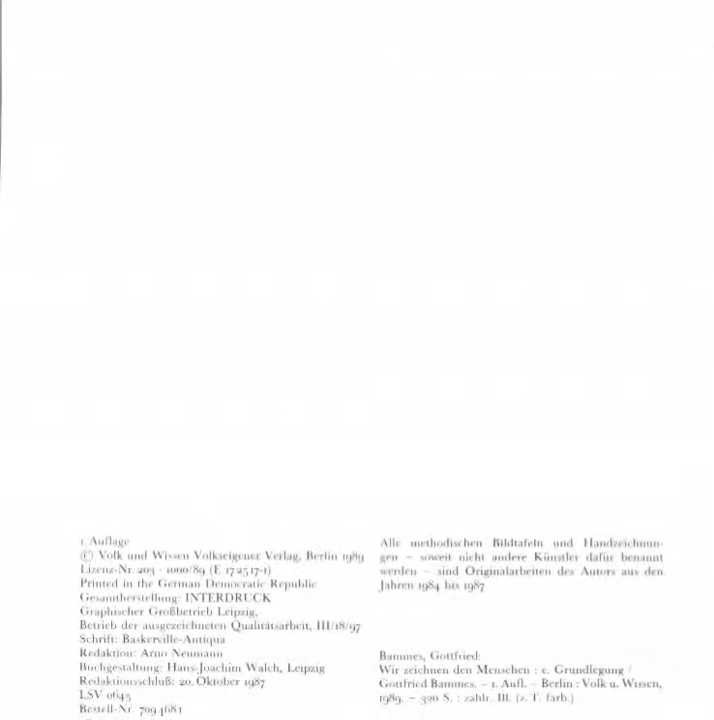 1. Auflage
© Volk und Wissen Volkseigener Verlag, Berlin 1989
Lizenz-Nr. 203 · 1000/89 (E 172517-1)
Printed in the German Democratic Republic
Gesamtherstellung: INTERDRUCK
Graphischer Großbetrieb Leipzig,
Betrieb der ausgezeichneten Qualitätsarbeit, III/18/97
Schrift: Baskerville-Antiqua
Redaktion: Arno Neumann
Buchgestaltung: Hans-Joachim Walch, Leipzig
Redaktionsschluß: 20. Oktober 1987
LSV 0645
Bestell-Nr. 709 468 1
Alle methodischen Bildtafeln und Handzeichnun-
gen – soweit nicht andere Künstler dafür benannt
werden – sind Originalarbeiten des Autors aus den
Jahren 1984 bis 1987
Bammes, Gottfried:
Wir zeichnen den Menschen : e. Grundlegung /
Gottfried Bammes. – 1. Aufl. – Berlin : Volk u. Wissen,
1989. – 320 S. : zahlr. Ill. (z. T. farb.)